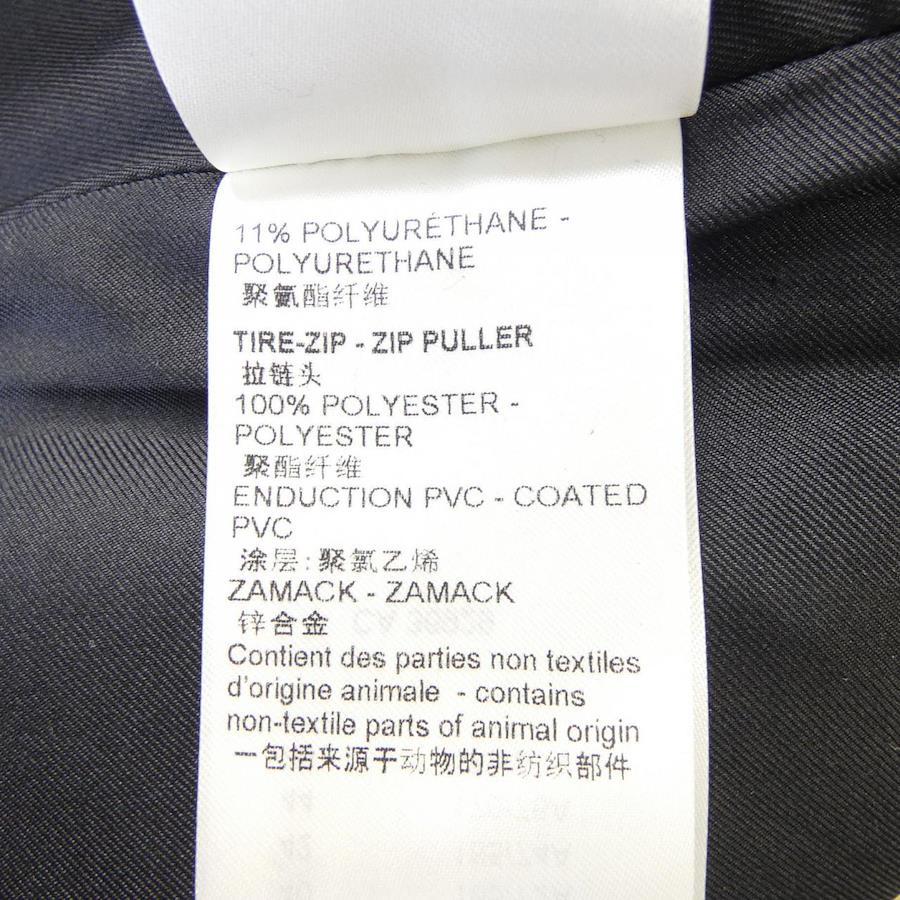 11% POLYURÉTHANE -
POLYURETHANE
聚氨酯纤维
TIRE-ZIP - ZIP PULLER
拉链头
100% POLYESTER -
POLYESTER
聚酯纤维
ENDUCTION PVC - COATED
PVC
涂层:聚氯乙烯
ZAMACK - ZAMACK
锌合金
Contient des parties non textiles
d'origine animale - contains
non-textile parts of animal origin
一包括来源于动物的非纺织部件